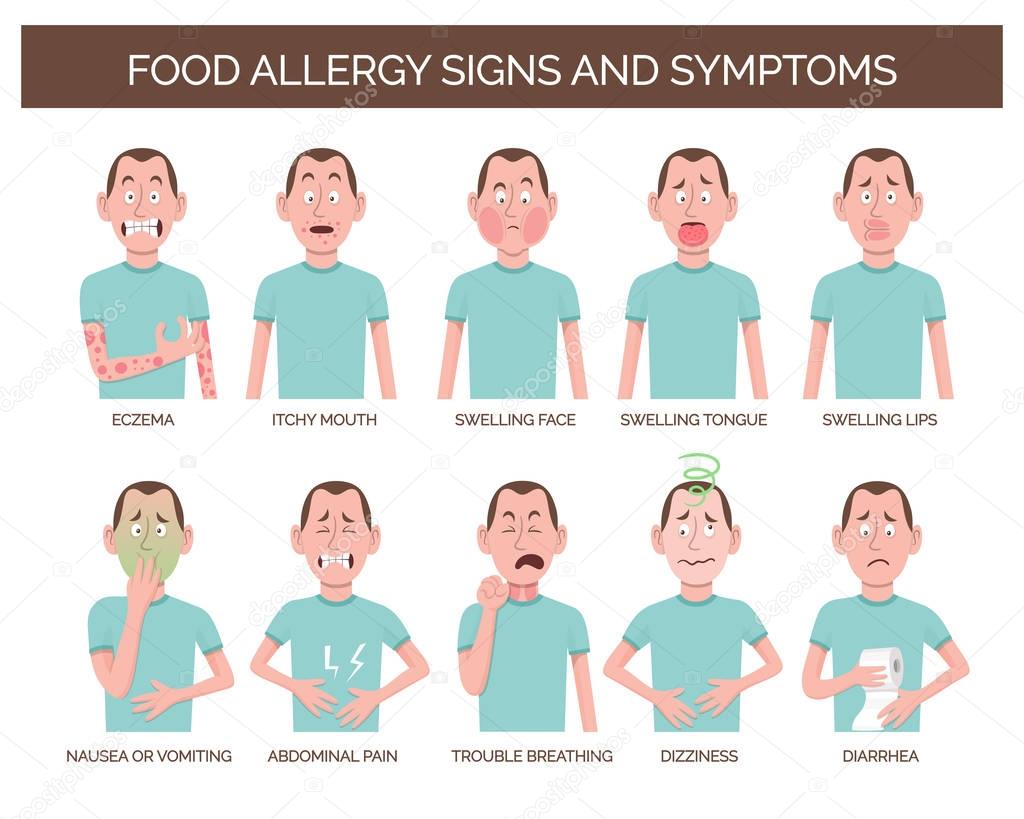 FOOD ALLERGY SIGNS AND SYMPTOMS
ECZEMA
ITCHY MOUTH
SWELLING FACE
SWELLING TONGUE
SWELLING LIPS
NAUSEA OR VOMITING
ABDOMINAL PAIN
TROUBLE BREATHING
DIZZINESS
DIARRHEA
depositphotos